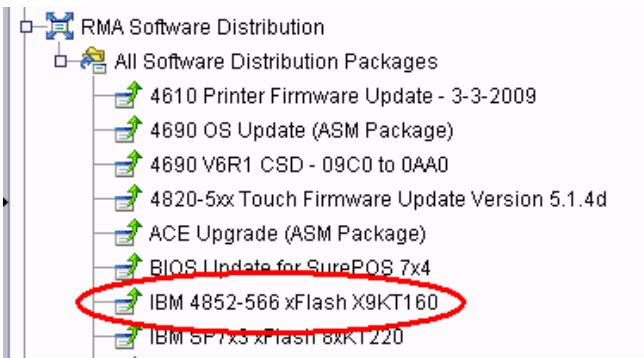 RMA Software Distribution
All Software Distribution Packages
4610 Printer Firmware Update - 3-3-2009
4690 OS Update (ASM Package)
4690 V6R1 CSD - 09C0 to 0AA0
4820-5xx Touch Firmware Update Version 5.1.4d
ACE Upgrade (ASM Package)
BIOS Update for SurePOS 7x4
IBM 4852-566 xFlash X9KT160
IBM SP7x3 xFlash 8xKT220